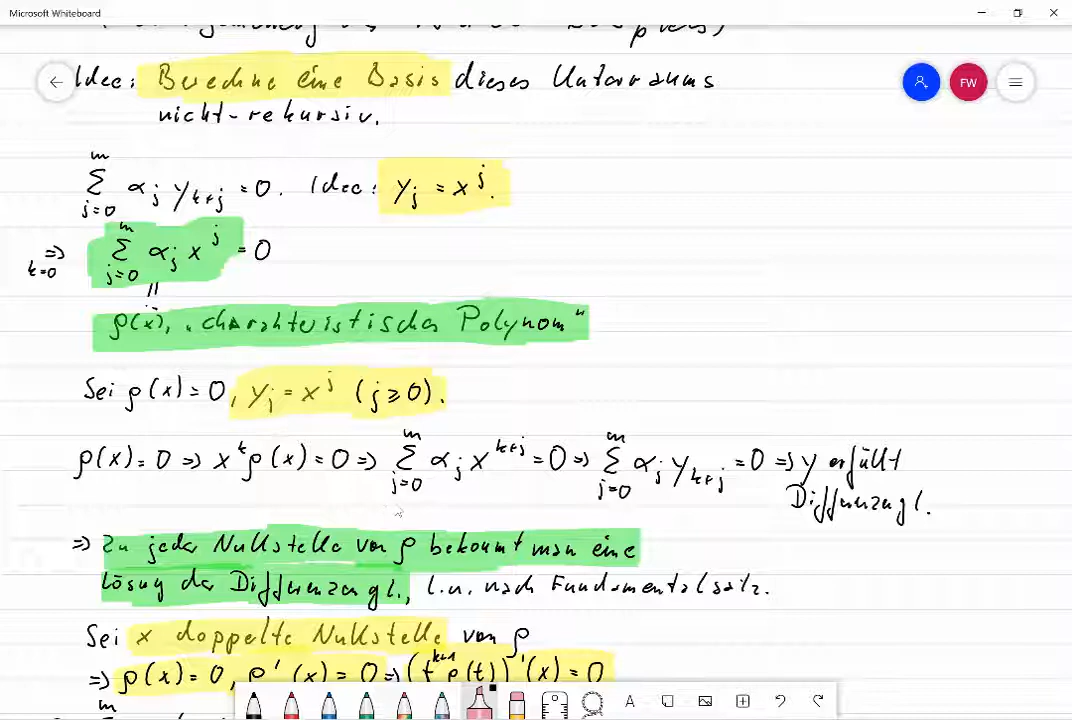 Microsoft Whiteboard
Idee: Berechne eine Basis dieses Unterraums
FW
nicht-rekursiv.
m
∑ α_j y_{k+j} = 0. Idee: y_j = x^j.
j=0
⇒ ∑_{j=0}^{m} α_j x^j = 0
k=0
ρ(x), „charakteristisches Polynom"
Sei ρ(x) = 0, y_j = x^j (j ≥ 0).
ρ(x) = 0 ⇒ x^k ρ(x) = 0 ⇒ ∑_{j=0}^{m} α_j x^{k+j} = 0 ⇒ ∑_{j=0}^{m} α_j y_{k+j} = 0 ⇒ y erfüllt
Differenzengl.
⇒ Zu jeder Nullstelle von ρ bekommt man eine
Lösung der Differenzengl., l.u. nach Fundamentalsatz.
Sei x doppelte Nullstelle von ρ
⇒ ρ(x) = 0, ρ'(x) = 0 ⇒ (t ρ(t))'(x) = 0
m
A